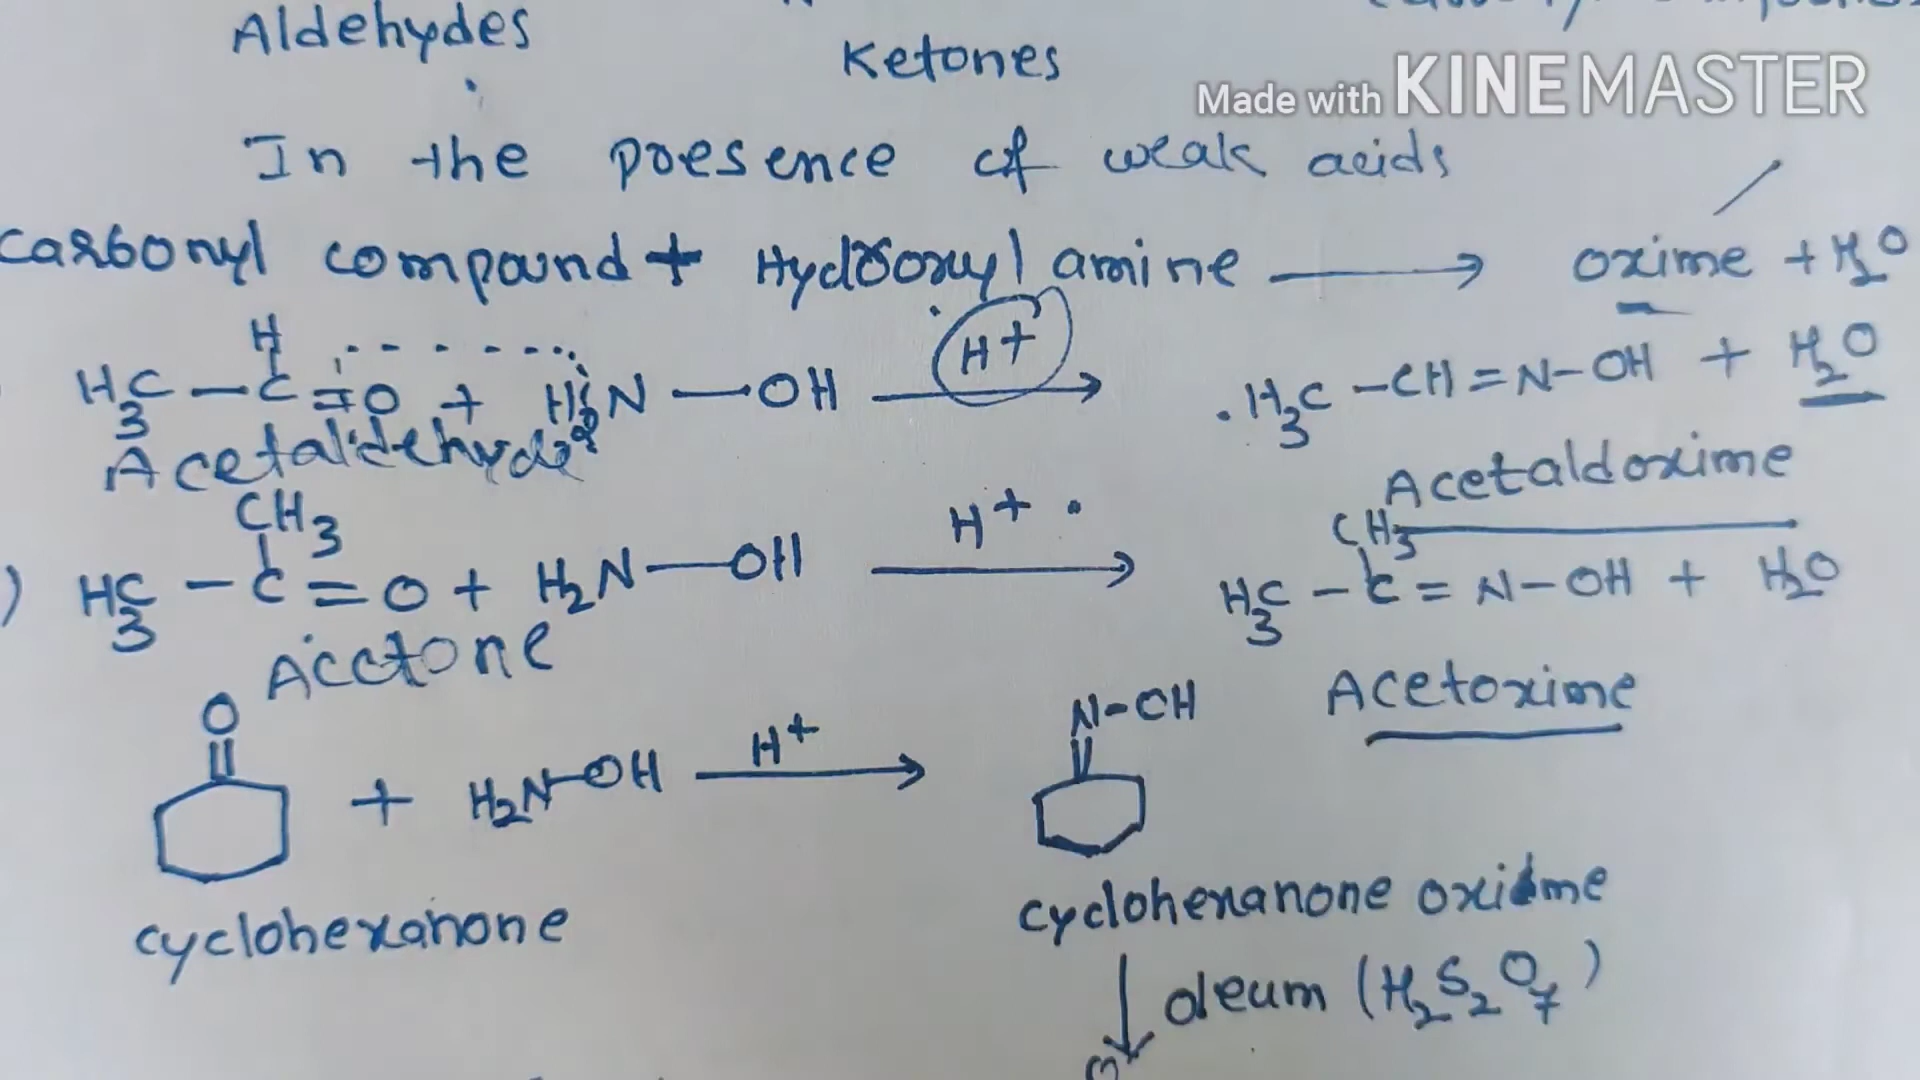 Aldehydes
Ketones
Made with KINEMASTER
In the presence of weak acids
Carbonyl compound + Hydroxyl amine ⟶ oxime + H₂O
H
H₃C – C = O + H₂N – OH ⟶ H₃C – CH = N – OH + H₂O
H⁺
Acetaldehyde
Acetaldoxime
CH₃
CH₃
) H₃C – C = O + H₂N – OH ⟶ H₃C – C = N – OH + H₂O
H⁺
Acetone
Acetoxime
O
N-OH
+ H₂N-OH ⟶
H⁺
cyclohexanone
cyclohexanone oxime
↓ oleum (H₂S₂O₇)
O